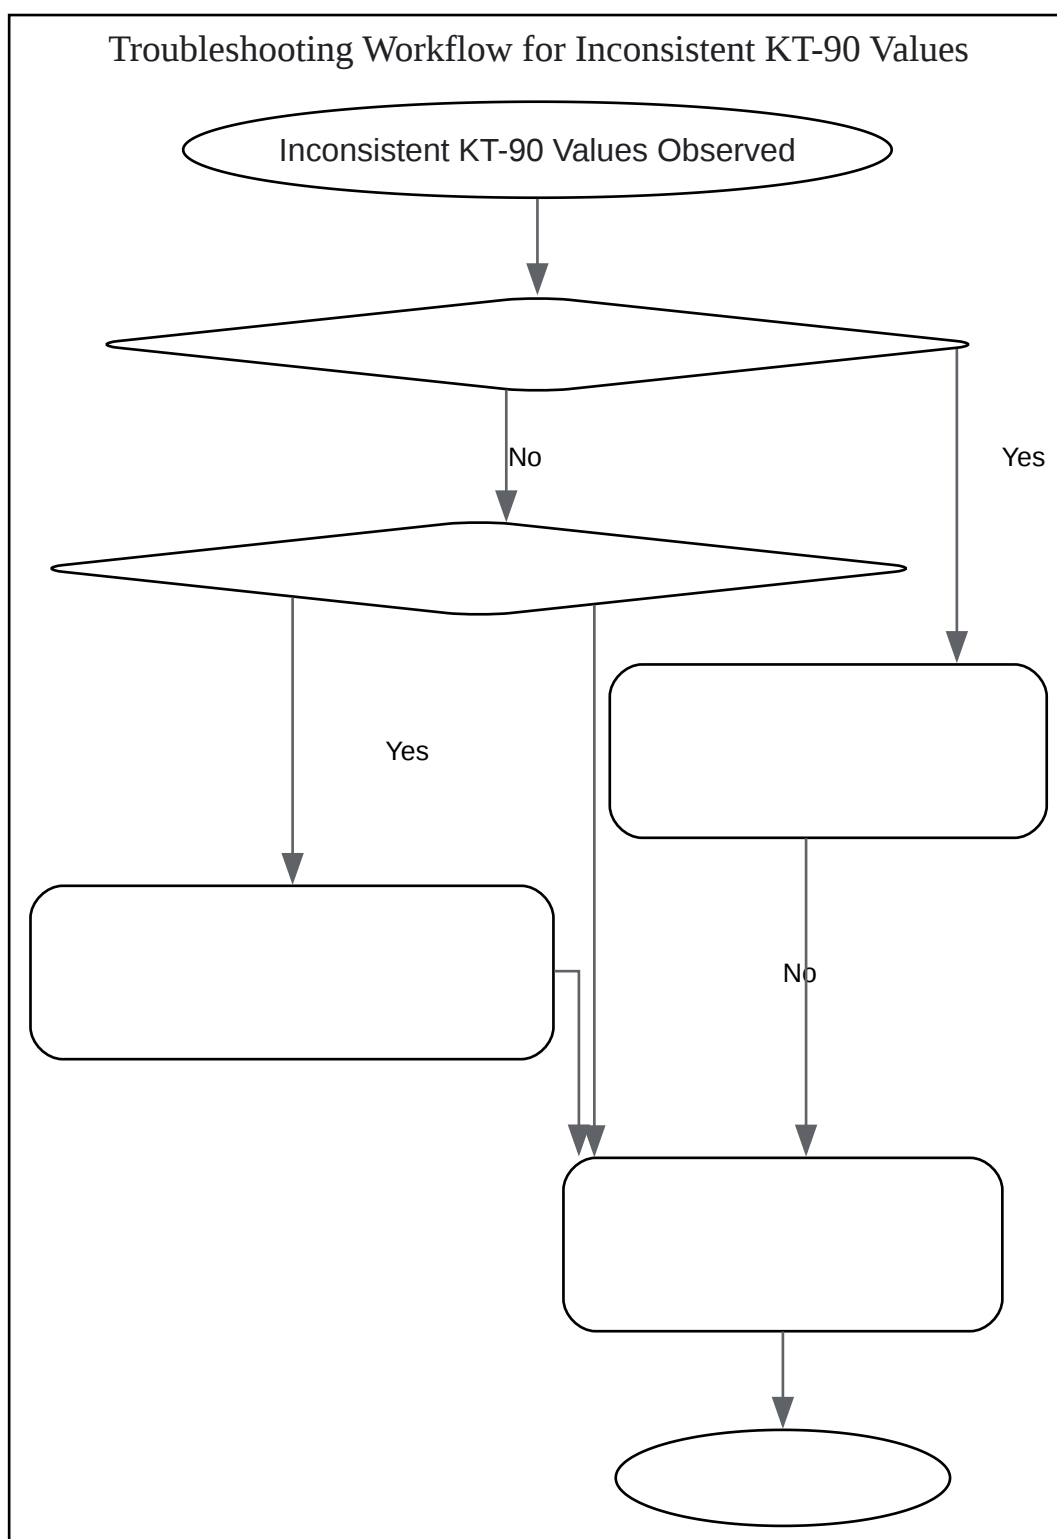 Troubleshooting Workflow for Inconsistent KT-90 Values
Inconsistent KT-90 Values Observed
No
Yes
Yes
No